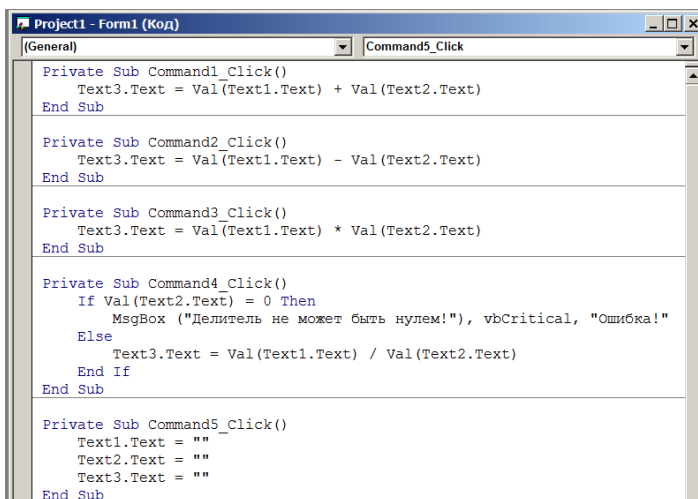 Project1 - Form1 (Код)
(General) Command5_Click
Private Sub Command1_Click()
Text3.Text = Val(Text1.Text) + Val(Text2.Text)
End Sub
Private Sub Command2_Click()
Text3.Text = Val(Text1.Text) - Val(Text2.Text)
End Sub
Private Sub Command3_Click()
Text3.Text = Val(Text1.Text) * Val(Text2.Text)
End Sub
Private Sub Command4_Click()
If Val(Text2.Text) = 0 Then
MsgBox ("Делитель не может быть нулем!"), vbCritical, "Ошибка!"
Else
Text3.Text = Val(Text1.Text) / Val(Text2.Text)
End If
End Sub
Private Sub Command5_Click()
Text1.Text = ""
Text2.Text = ""
Text3.Text = ""
End Sub